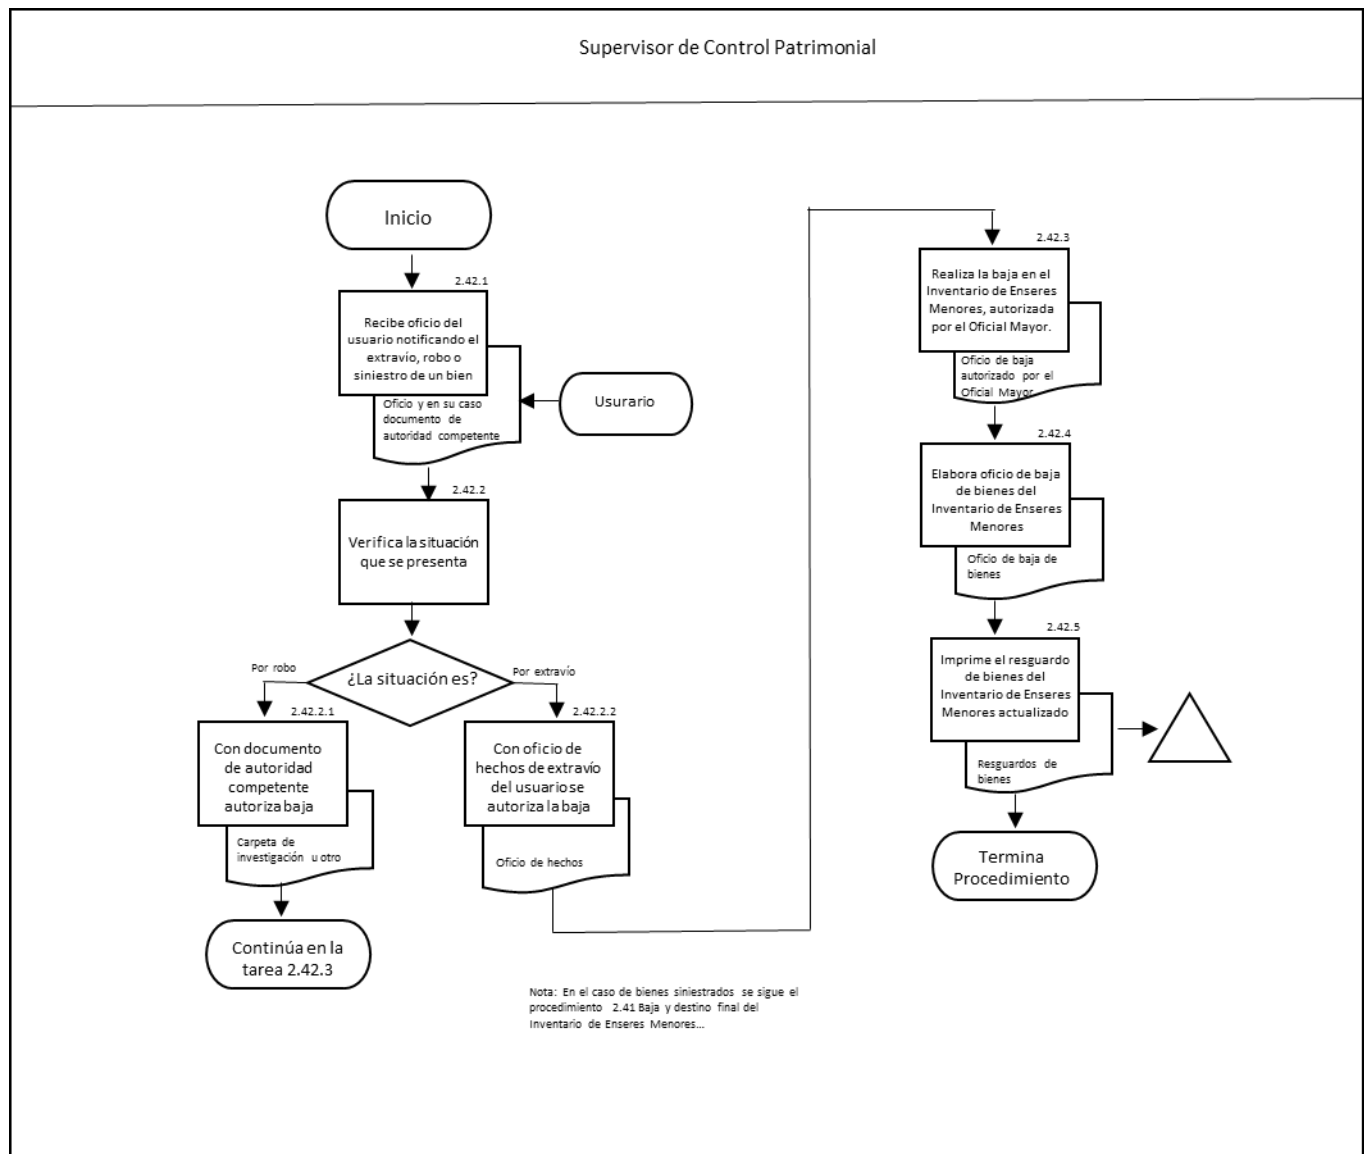 Supervisor de Control Patrimonial
Inicio
2.42.1
Recibe oficio del
usuario notificando el
extravío, robo o
siniestro de un bien
Oficio y en su caso
documento de
autoridad competente
Usurario
2.42.2
Verifica la situación
que se presenta
¿La situación es?
Por robo
Por extravío
2.42.2.1
Con documento
de autoridad
competente
autoriza baja
Carpeta de
investigación u otro
Continúa en la
tarea 2.42.3
2.42.2.2
Con oficio de
hechos de extravío
del usuario se
autoriza la baja
Oficio de hechos
2.42.3
Realiza la baja en el
Inventario de Enseres
Menores, autorizada
por el Oficial Mayor.
Oficio de baja
autorizado por el
Oficial Mayor
2.42.4
Elabora oficio de baja
de bienes del
Inventario de Enseres
Menores
Oficio de baja de
bienes
2.42.5
Imprime el resguardo
de bienes del
Inventario de Enseres
Menores actualizado
Resguardos de
bienes
Termina
Procedimiento
Nota: En el caso de bienes siniestrados se sigue el
procedimiento 2.41 Baja y destino final del
Inventario de Enseres Menores...